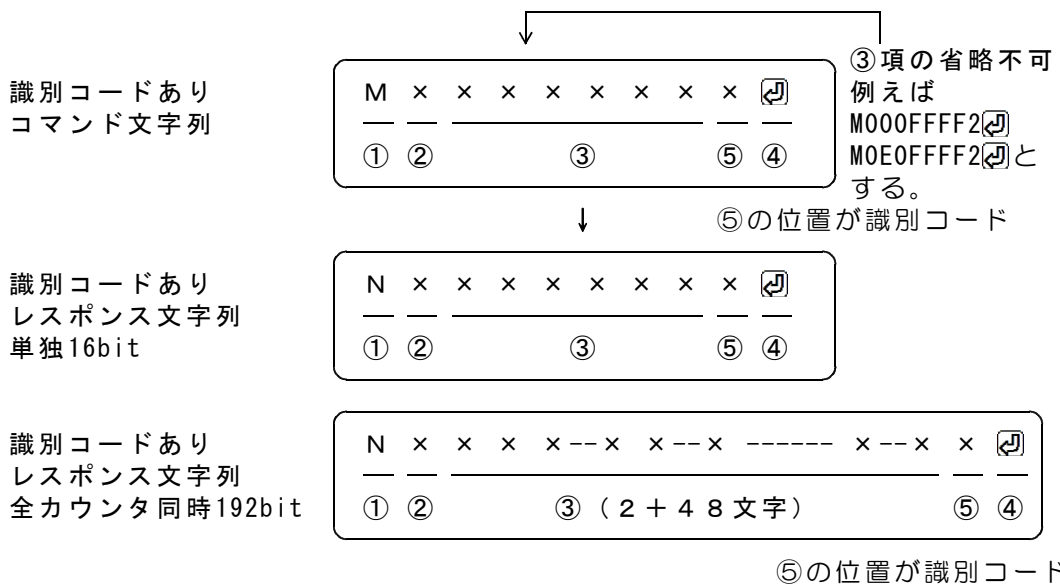 識別コードあり
コマンド文字列
M × × × × × × × × ↵
① ② ③ ⑤ ④
③項の省略不可
例えば
M000FFFF2↵
M0E0FFFF2↵と
する。
↓
⑤の位置が識別コード
識別コードあり
レスポンス文字列
単独16bit
N × × × × × × × × ↵
① ② ③ ⑤ ④
識別コードあり
レスポンス文字列
全カウンタ同時192bit
N × × × ×--× ×--× ------ ×--× × ↵
① ② ③(2+48文字) ⑤ ④
⑤の位置が識別コード